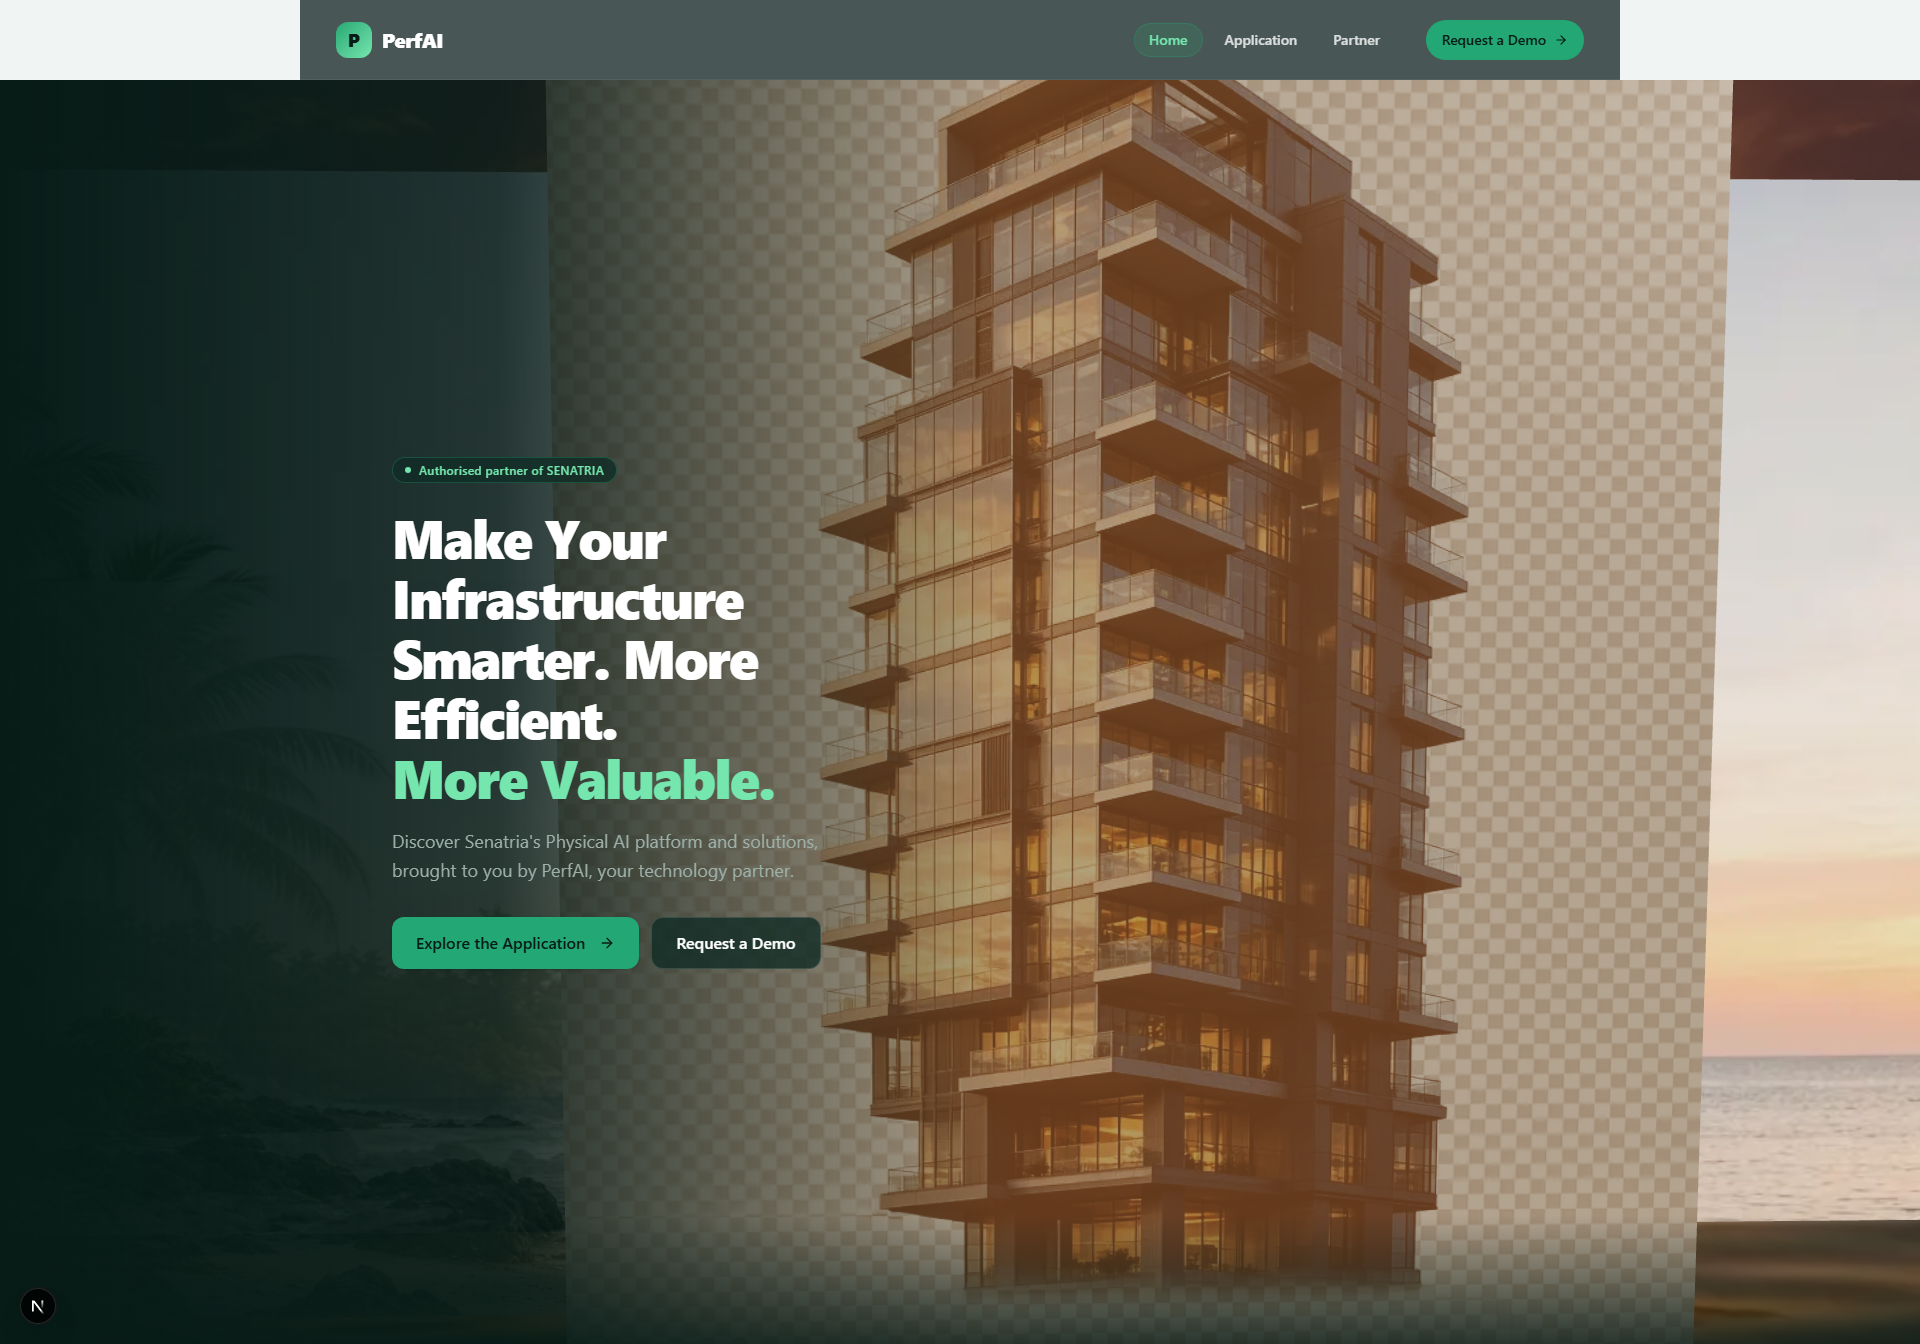 P PerfAI
Home
Application
Partner
Request a Demo
Authorised partner of SENATRIA
Make Your
Infrastructure
Smarter. More
Efficient.
More Valuable.
Discover Senatria's Physical AI platform and solutions,
brought to you by PerfAI, your technology partner.
Explore the Application
Request a Demo
N